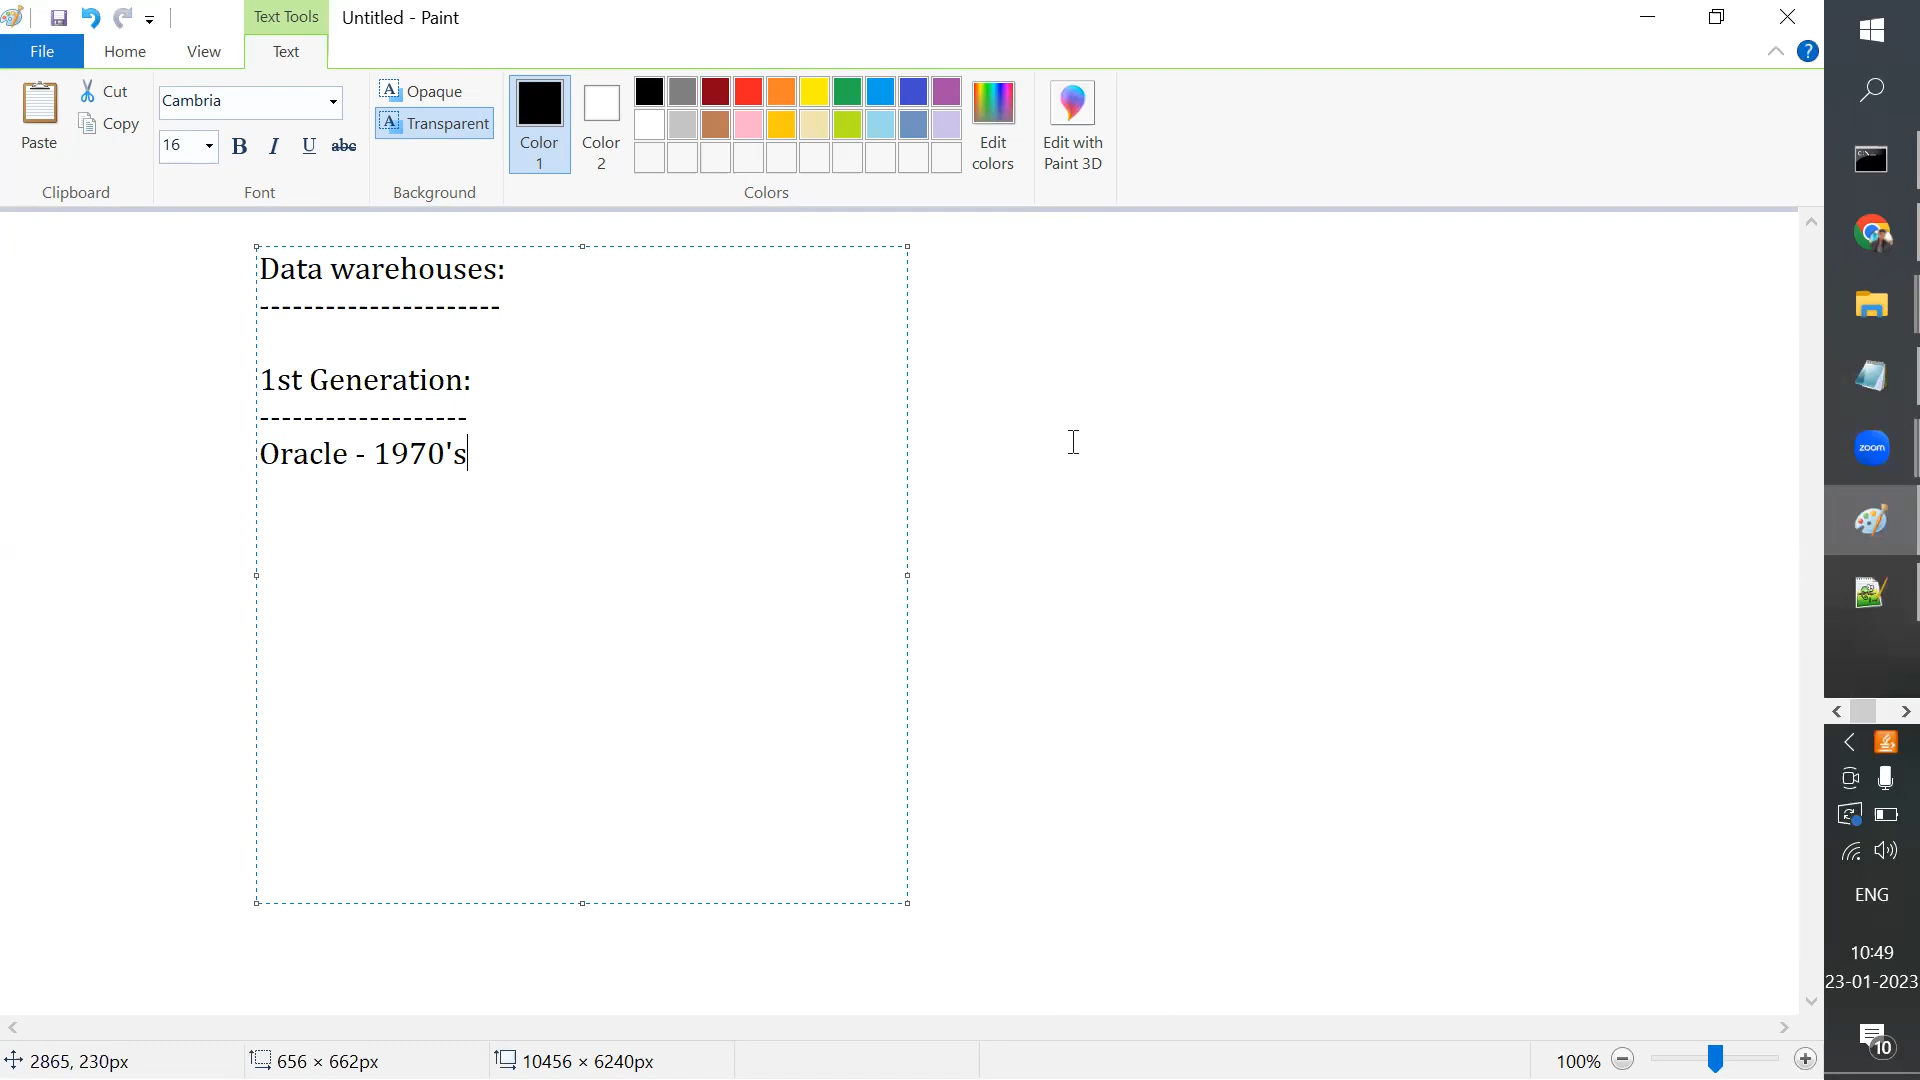 Text Tools
Untitled - Paint
File
Home
View
Text
?
Paste
Cut
Copy
Clipboard
Cambria
16
B
I
U
abc
Font
A Opaque
A Transparent
Background
Color
1
Color
2
Edit
colors
Colors
Edit with
Paint 3D
Data warehouses:
----------------------
1st Generation:
-------------------
Oracle - 1970's
zoom
ENG
10:49
23-01-2023
10
2865, 230px
656 × 662px
10456 × 6240px
100%